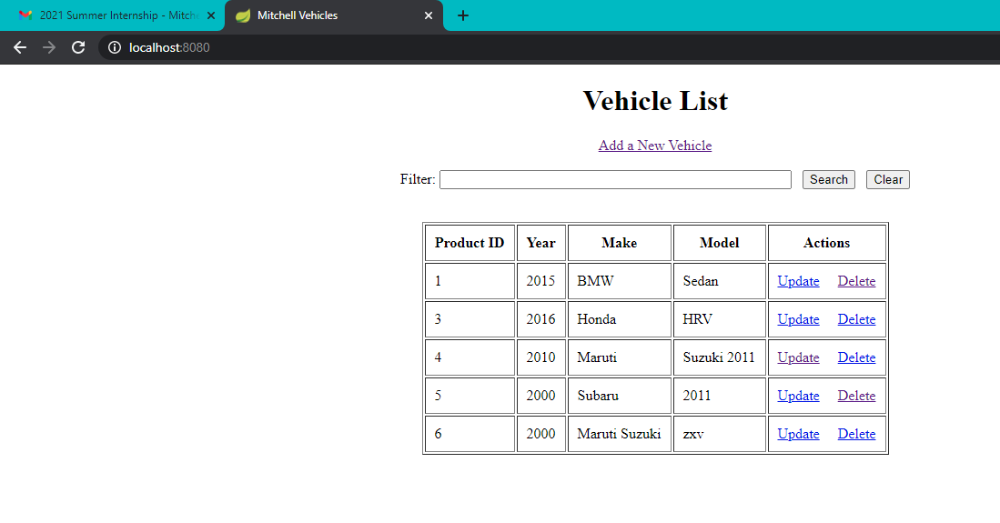 2021 Summer Internship - Mitche
Mitchell Vehicles
localhost:8080
Vehicle List
Add a New Vehicle
Filter: Search Clear
Product ID Year Make Model Actions
1 2015 BMW Sedan Update Delete
3 2016 Honda HRV Update Delete
4 2010 Maruti Suzuki 2011 Update Delete
5 2000 Subaru 2011 Update Delete
6 2000 Maruti Suzuki zxv Update Delete